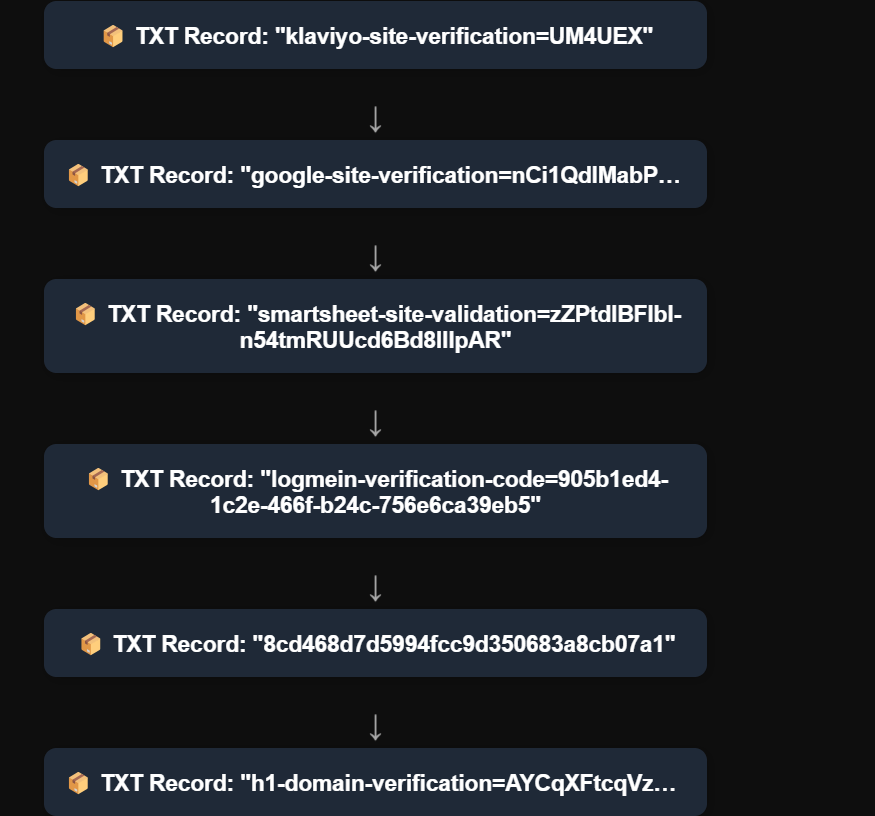 TXT Record: "klaviyo-site-verification=UM4UEX"
↓
TXT Record: "google-site-verification=nCi1QdlMabP…
↓
TXT Record: "smartsheet-site-validation=zZPtdlBFlbl-
n54tmRUUcd6Bd8lllpAR"
↓
TXT Record: "logmein-verification-code=905b1ed4-
1c2e-466f-b24c-756e6ca39eb5"
↓
TXT Record: "8cd468d7d5994fcc9d350683a8cb07a1"
↓
TXT Record: "h1-domain-verification=AYCqXFtcqVz…